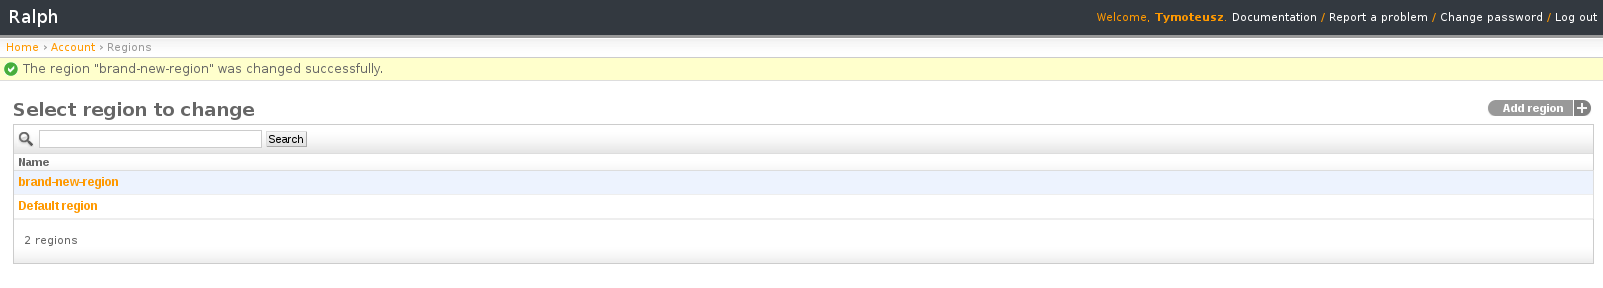 Ralph
Welcome, Tymoteusz. Documentation / Report a problem / Change password / Log out
Home › Account › Regions
The region "brand-new-region" was changed successfully.
Select region to change
Add region +
Search
Name
brand-new-region
Default region
2 regions